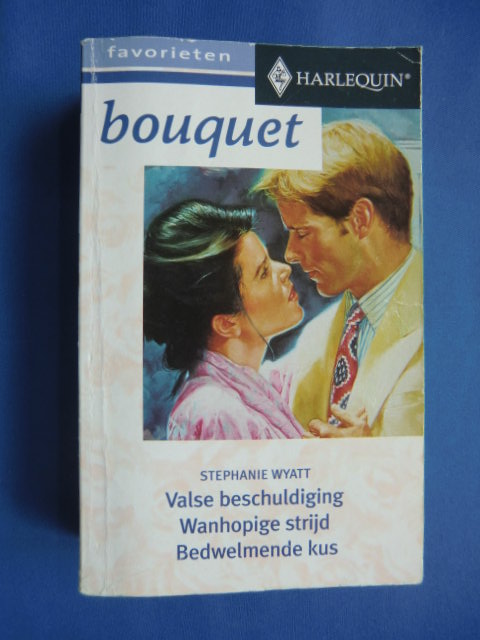 favorieten
HARLEQUIN®
bouquet
STEPHANIE WYATT
Valse beschuldiging
Wanhopige strijd
Bedwelmende kus